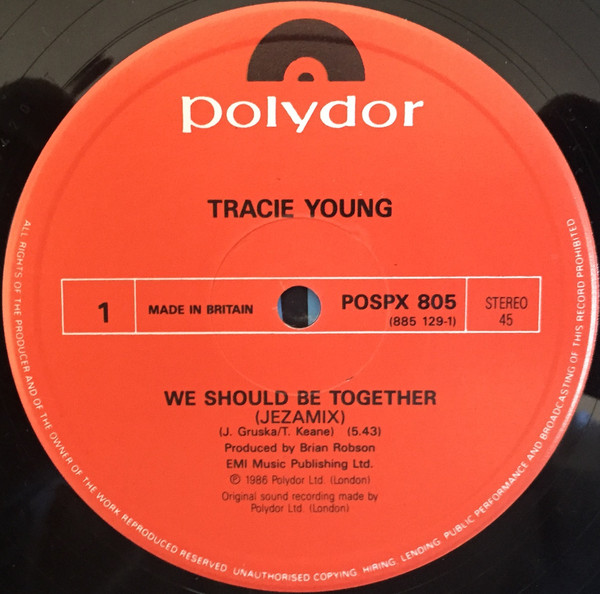 polydor
TRACIE YOUNG
1
MADE IN BRITAIN
POSPX 805
(885 129-1)
STEREO
45
WE SHOULD BE TOGETHER
(JEZAMIX)
(J. Gruska/T. Keane) (5.43)
Produced by Brian Robson
EMI Music Publishing Ltd.
℗ 1986 Polydor Ltd. (London)
Original sound recording made by
Polydor Ltd. (London)
ALL RIGHTS OF THE PRODUCER AND OF THE OWNER OF THE WORK REPRODUCED RESERVED. UNAUTHORISED COPYING, HIRING, LENDING, PUBLIC PERFORMANCE AND BROADCASTING OF THIS RECORD PROHIBITED